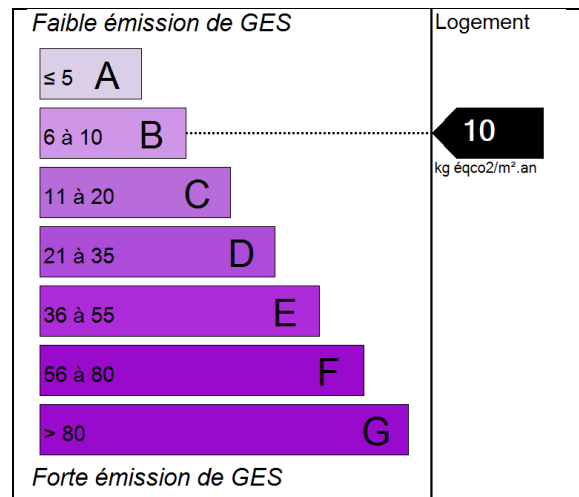 Faible émission de GES
Logement
≤ 5 A
6 à 10 B
10
kg éqco2/m².an
11 à 20 C
21 à 35 D
36 à 55 E
56 à 80 F
> 80 G
Forte émission de GES